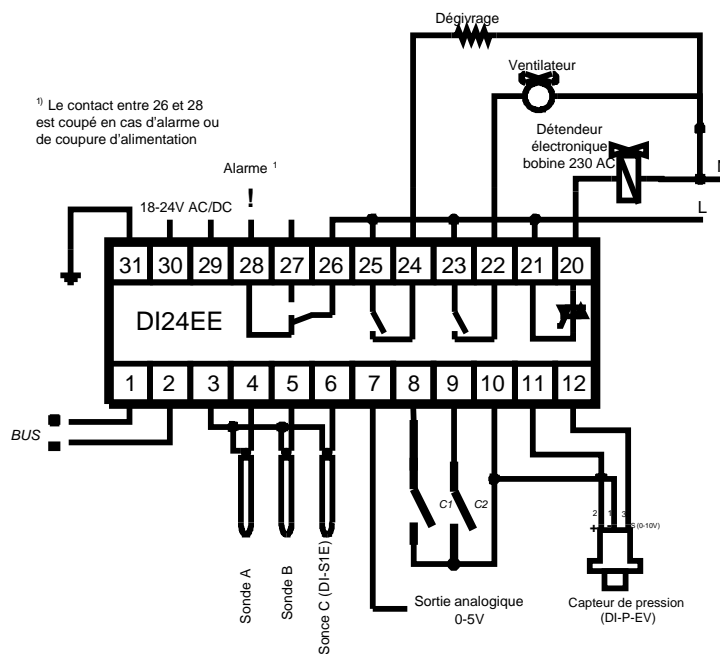 Dégivrage
Ventilateur
1) Le contact entre 26 et 28
est coupé en cas d'alarme ou
de coupure d'alimentation
Détendeur
électronique
bobine 230 AC
Alarme 1
!
18-24V AC/DC
L
31 30 29 28 27 26 25 24 23 22 21 20
DI24EE
1 2 3 4 5 6 7 8 9 10 11 12
BUS
C1 C2
2 1 3
+ - S (0-10V)
Sonde A
Sonde B
Sonce C (DI-S1E)
Sortie analogique
0-5V
Capteur de pression
(DI-P-EV)